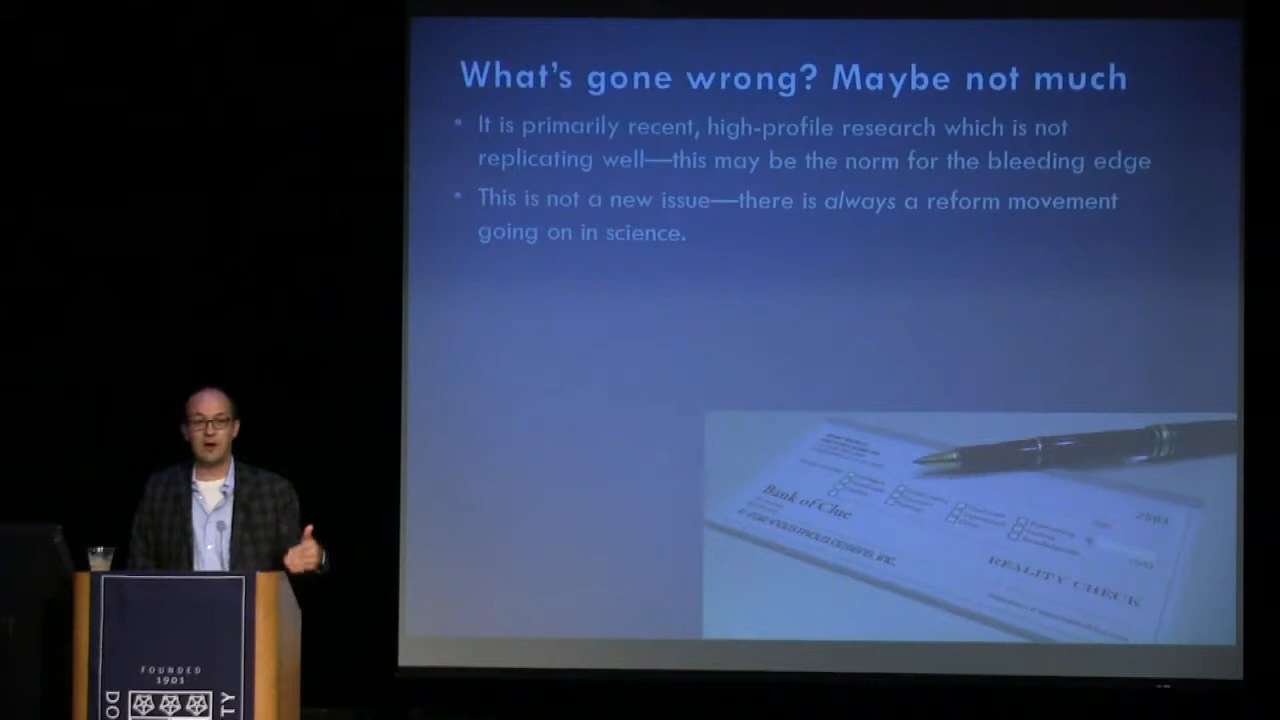 What's gone wrong? Maybe not much
• It is primarily recent, high-profile research which is not
replicating well—this may be the norm for the bleeding edge
• This is not a new issue—there is always a reform movement
going on in science.
Bank of Clue
REALITY CHECK
FOUNDED
1901
DO
TY